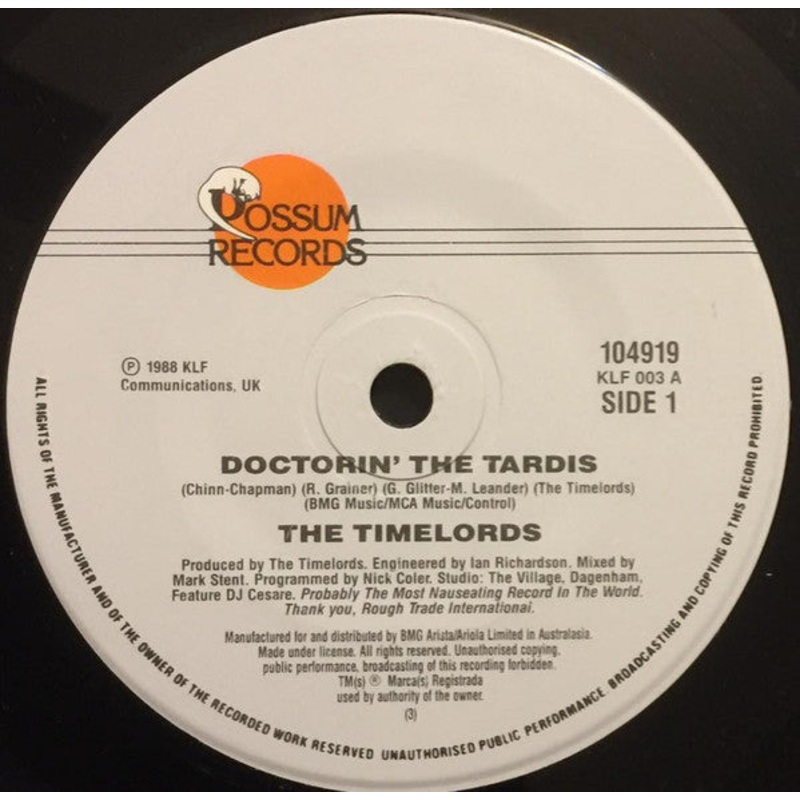 POSSUM
RECORDS
℗ 1988 KLF
Communications, UK
104919
KLF 003 A
SIDE 1
DOCTORIN' THE TARDIS
(Chinn-Chapman) (R. Grainer) (G. Glitter-M. Leander) (The Timelords)
(BMG Music/MCA Music/Control)
THE TIMELORDS
Produced by The Timelords. Engineered by Ian Richardson. Mixed by
Mark Stent. Programmed by Nick Coler. Studio: The Village, Dagenham,
Feature DJ Cesare. Probably The Most Nauseating Record In The World.
Thank you, Rough Trade International.
Manufactured for and distributed by BMG Arista/Ariola Limited in Australasia.
Made under license. All rights reserved. Unauthorised copying,
public performance, broadcasting of this recording forbidden.
TM(s) ® Marca(s) Registrada
used by authority of the owner.
(3)
ALL RIGHTS OF THE MANUFACTURER AND OF THE OWNER OF THE RECORDED WORK RESERVED UNAUTHORISED PUBLIC PERFORMANCE. BROADCASTING AND COPYING OF THIS RECORD PROHIBITED